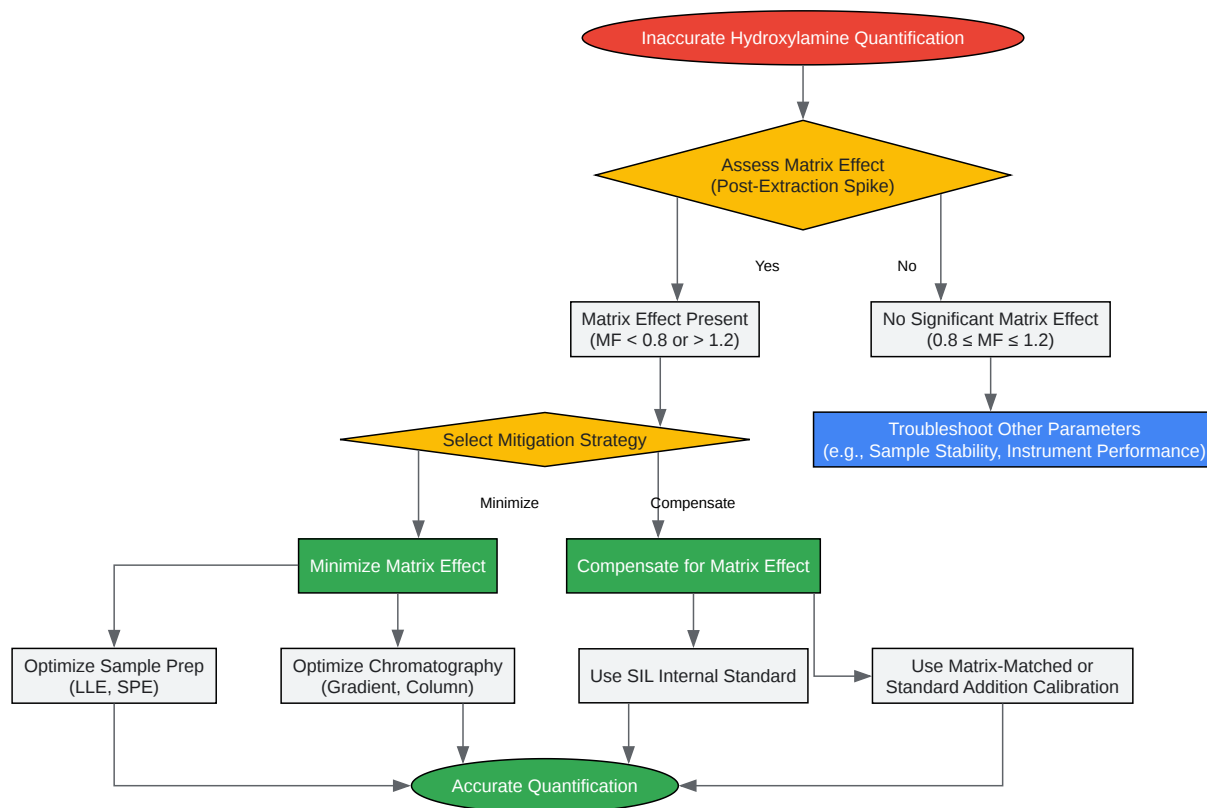 Inaccurate Hydroxylamine Quantification
Assess Matrix Effect
(Post-Extraction Spike)
Yes
No
Matrix Effect Present
(MF < 0.8 or > 1.2)
No Significant Matrix Effect
(0.8 ≤ MF ≤ 1.2)
Select Mitigation Strategy
Troubleshoot Other Parameters
(e.g., Sample Stability, Instrument Performance)
Minimize
Compensate
Minimize Matrix Effect
Compensate for Matrix Effect
Optimize Sample Prep
(LLE, SPE)
Optimize Chromatography
(Gradient, Column)
Use SIL Internal Standard
Use Matrix-Matched or
Standard Addition Calibration
Accurate Quantification